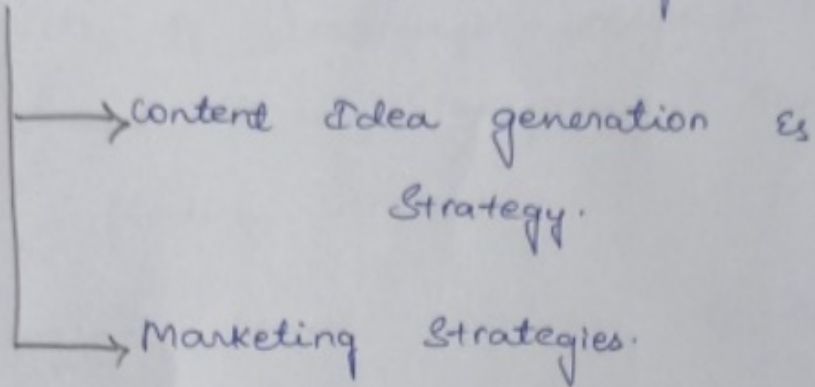 Content Idea generation &
Strategy.
Marketing Strategies.